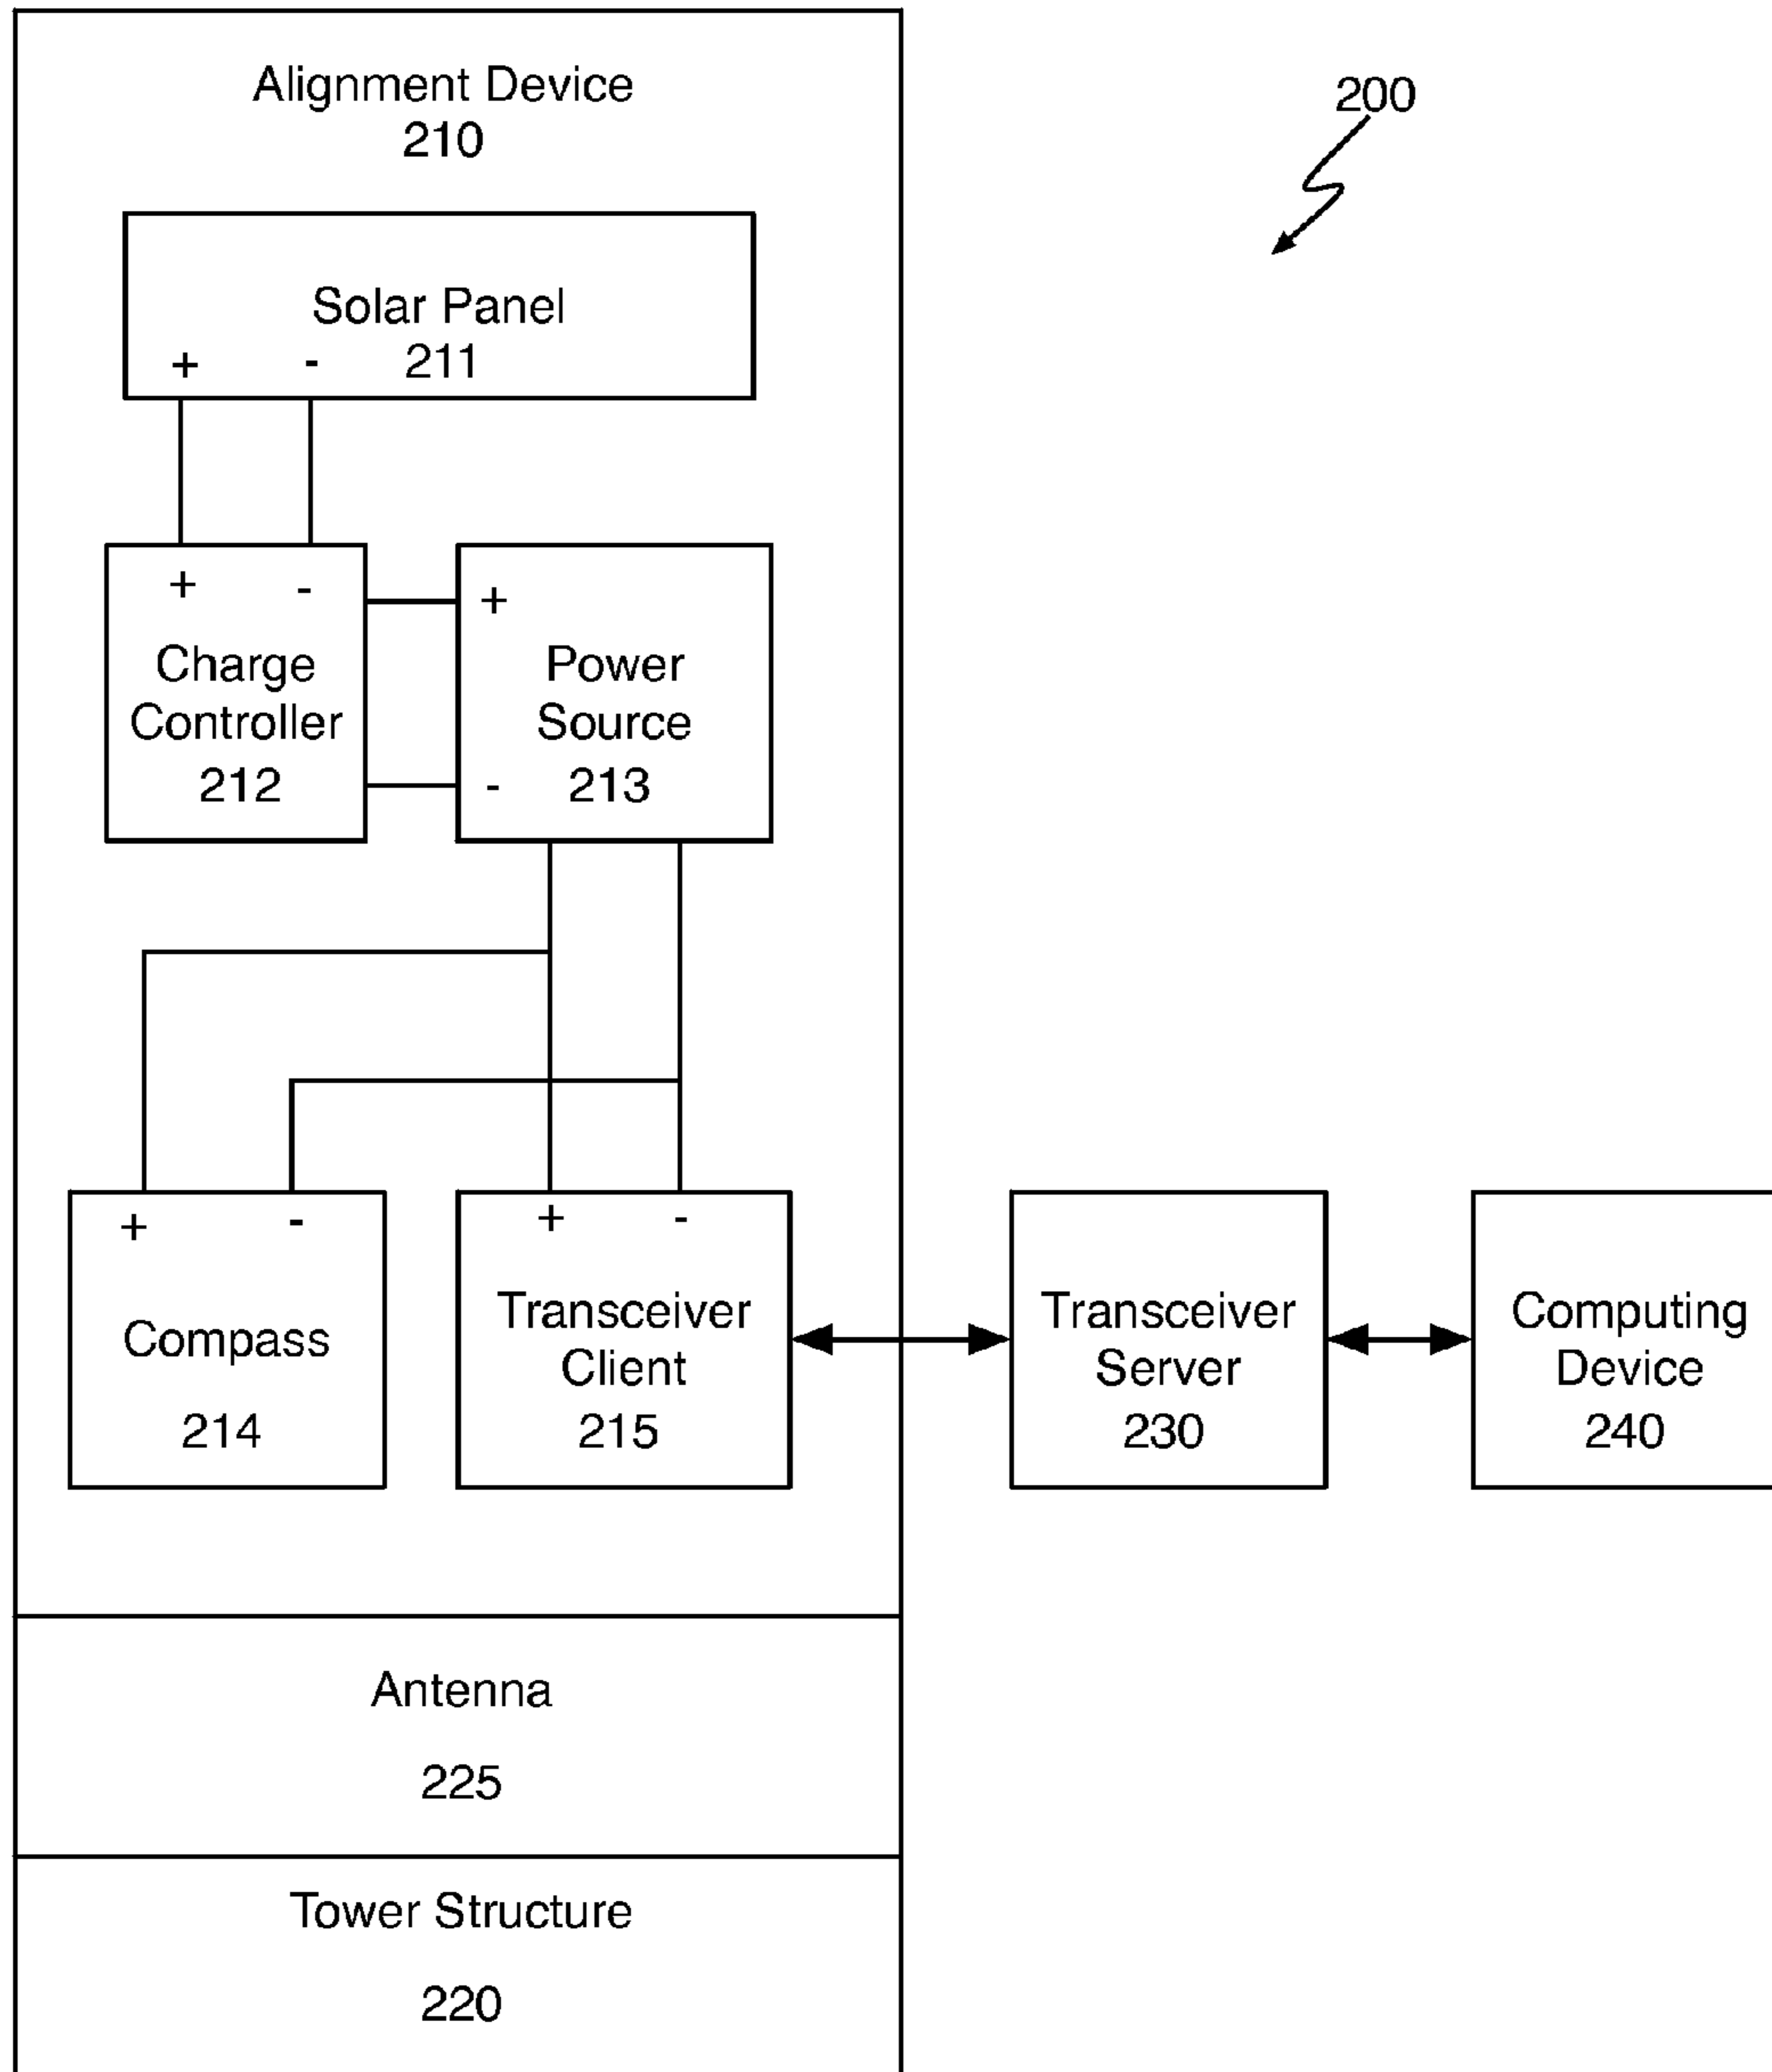 Alignment Device
210
200
Solar Panel
+ - 211
+ -
Charge
Controller
212
+
Power
Source
- 213
+ -
Compass
214
+ -
Transceiver
Client
215
Transceiver
Server
230
Computing
Device
240
Antenna
225
Tower Structure
220